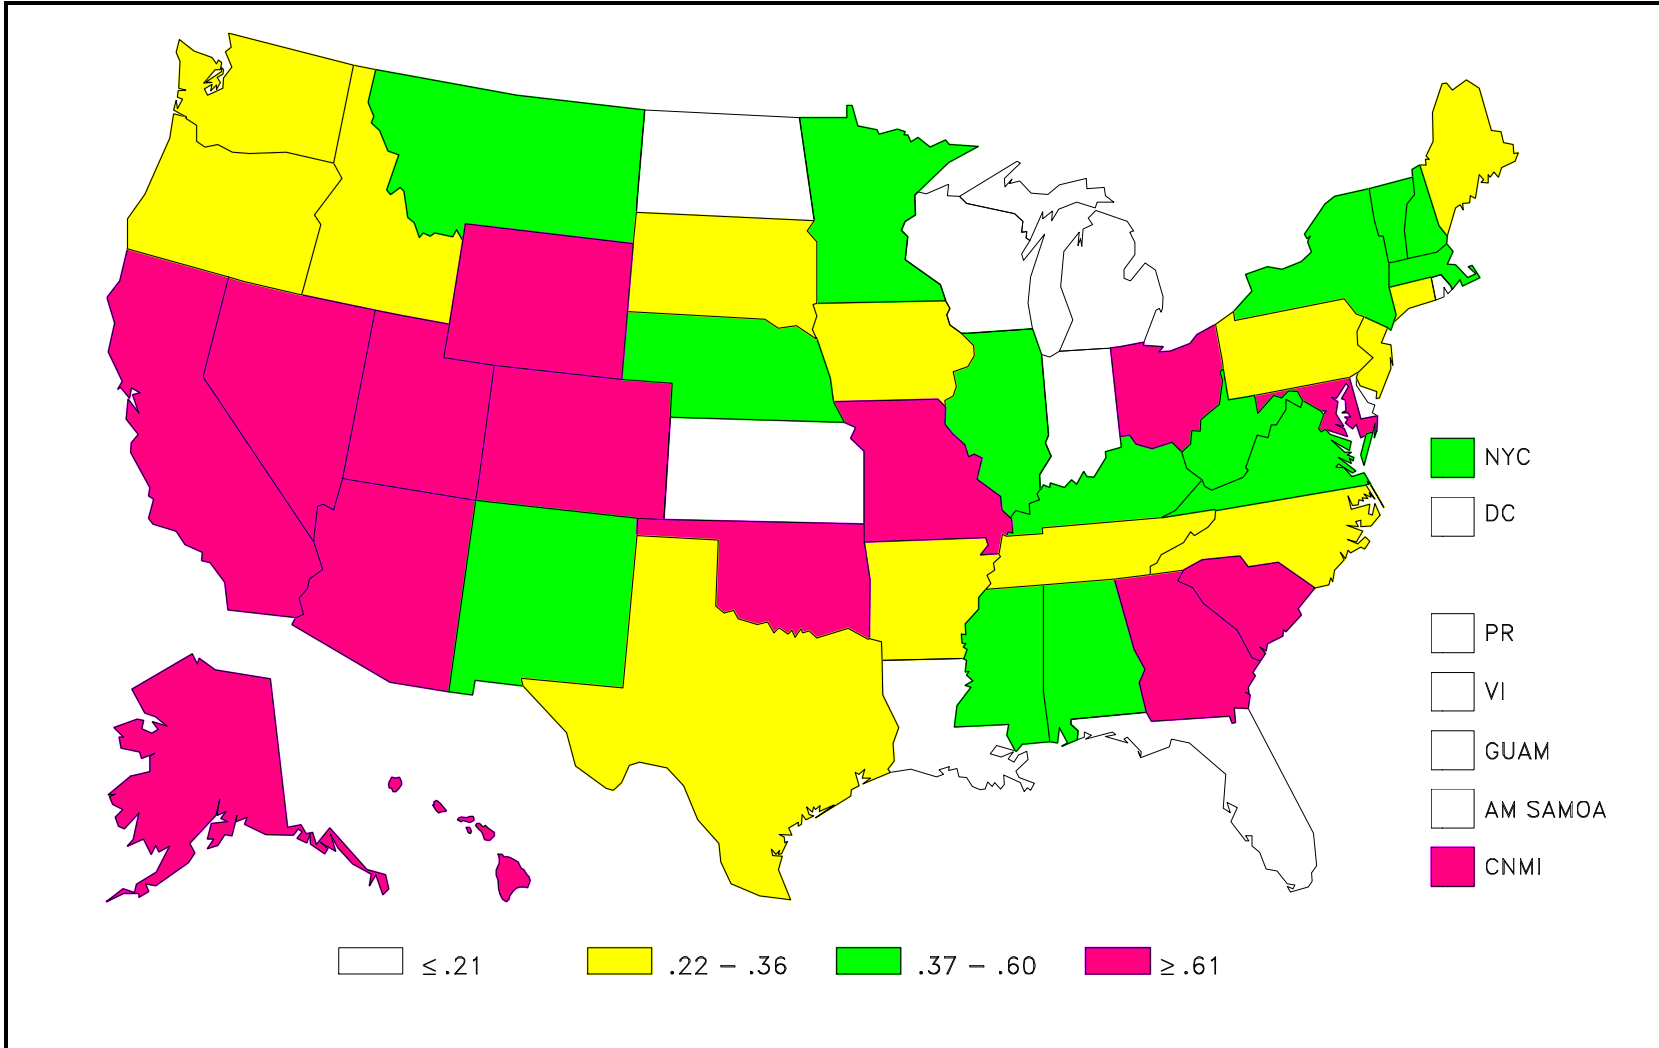 NYC
DC
PR
VI
GUAM
AM SAMOA
CNMI
≤.21 .22 – .36 .37 – .60 ≥.61